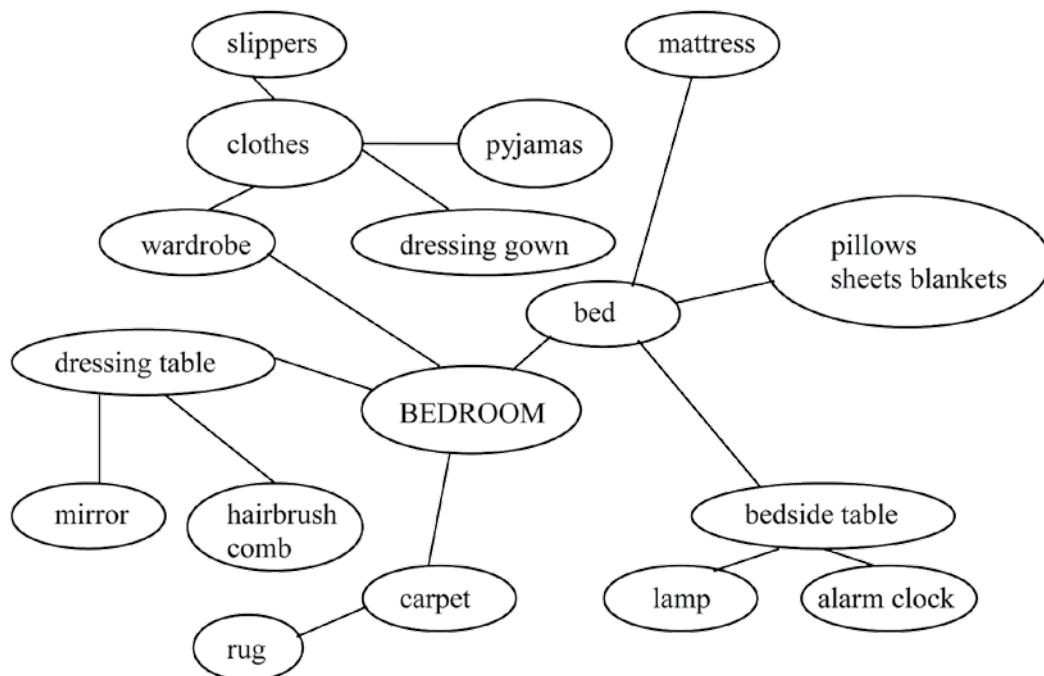 slippers
mattress
clothes
pyjamas
wardrobe
dressing gown
pillows
sheets blankets
bed
dressing table
BEDROOM
mirror
hairbrush
comb
bedside table
carpet
lamp
alarm clock
rug